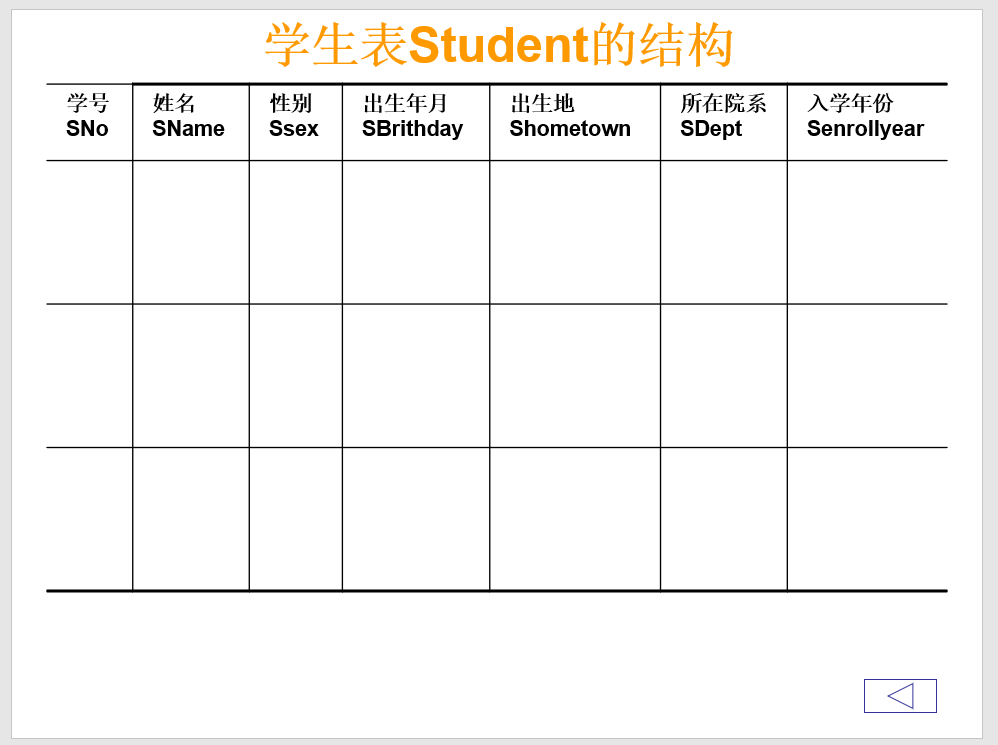 学生表Student的结构
学号 姓名 性别 出生年月 出生地 所在院系 入学年份
SNo SName Ssex SBrithday Shometown SDept Senrollyear